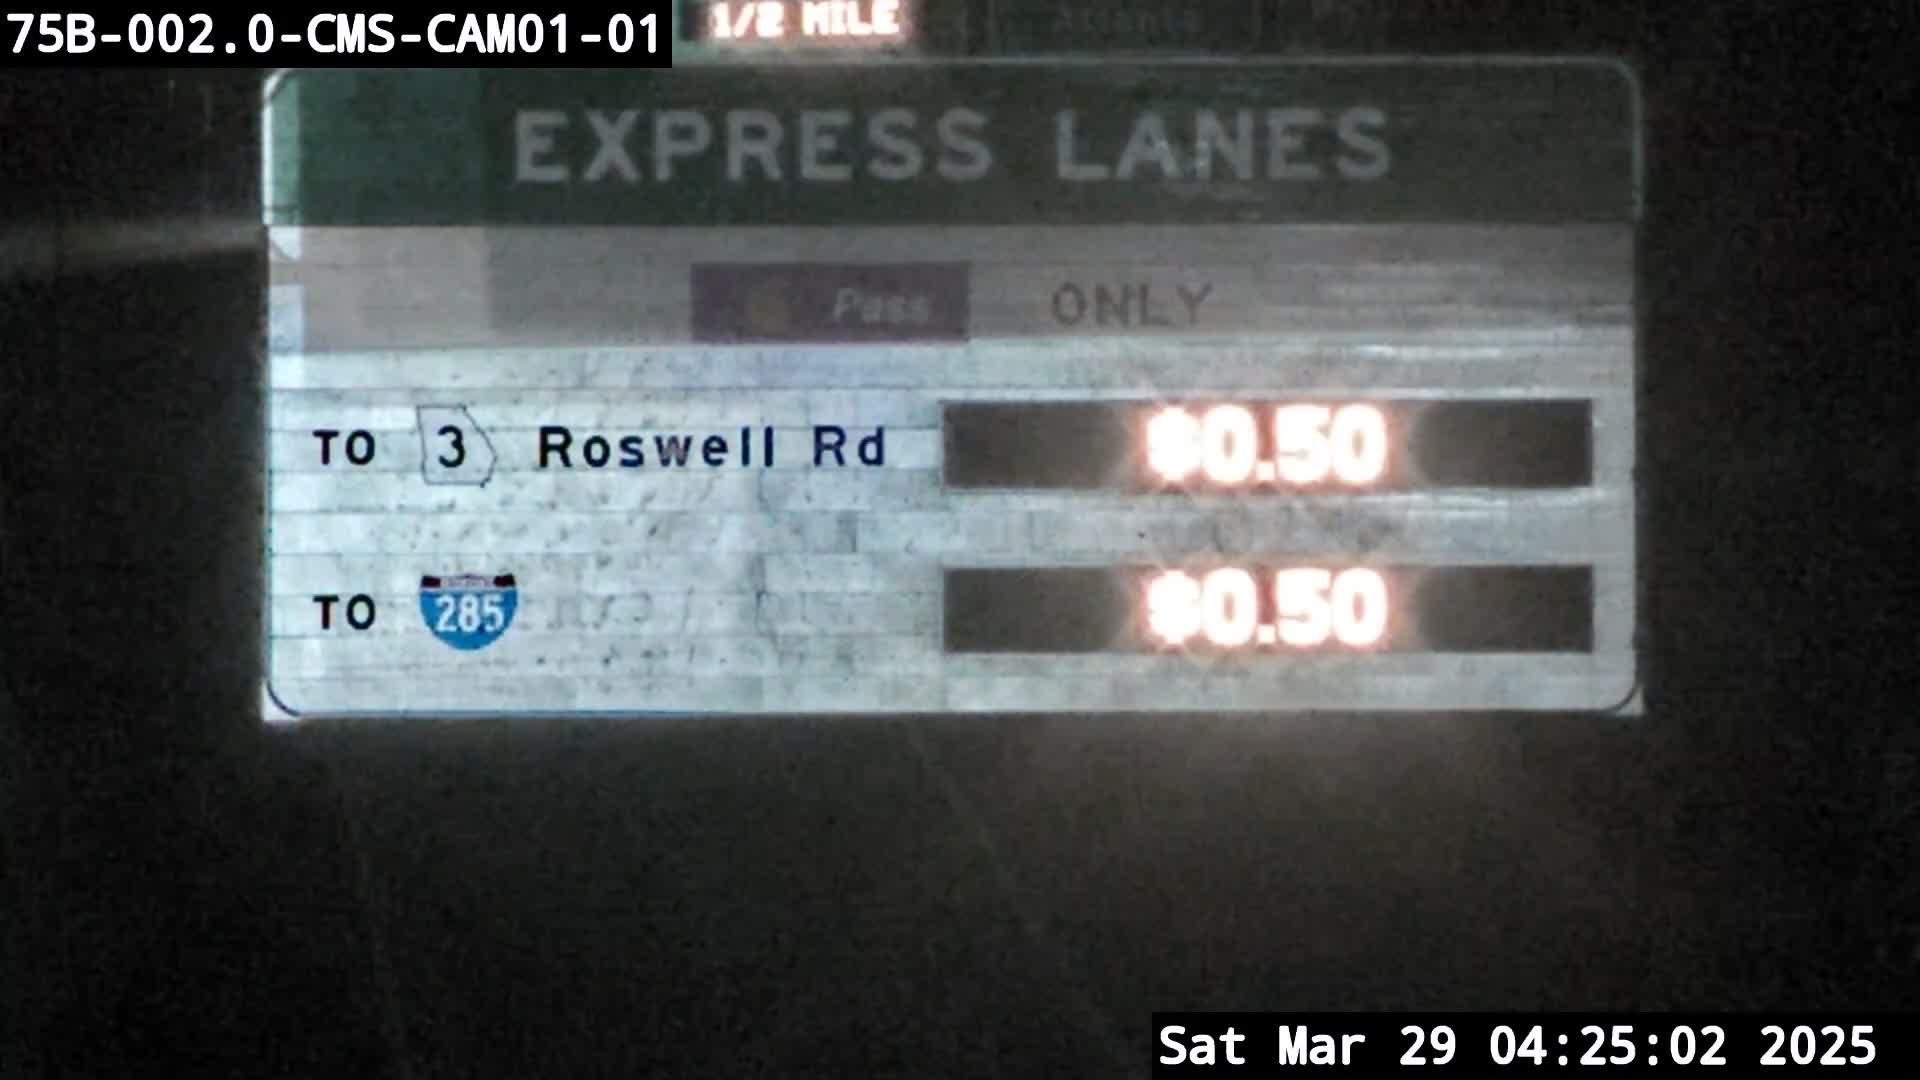 75B-002.0-CMS-CAM01-01
1/2 MILE
Atlanta
EXPRESS LANES
Pass ONLY
TO 3 Roswell Rd $0.50
TO 285 $0.50
Sat Mar 29 04:25:02 2025